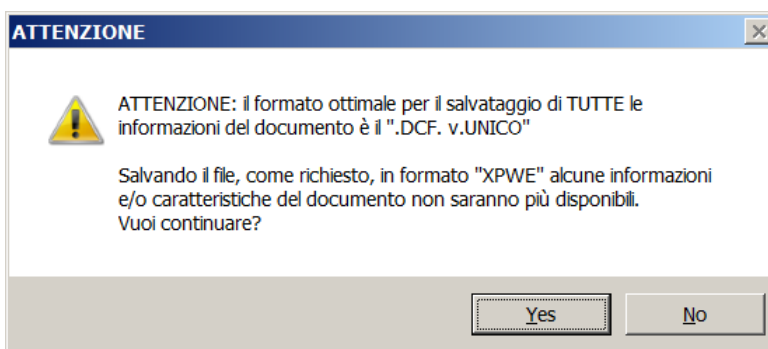 ATTENZIONE
ATTENZIONE: il formato ottimale per il salvataggio di TUTTE le
informazioni del documento è il ".DCF. v.UNICO"
Salvando il file, come richiesto, in formato "XPWE" alcune informazioni
e/o caratteristiche del documento non saranno più disponibili.
Vuoi continuare?
Yes
No